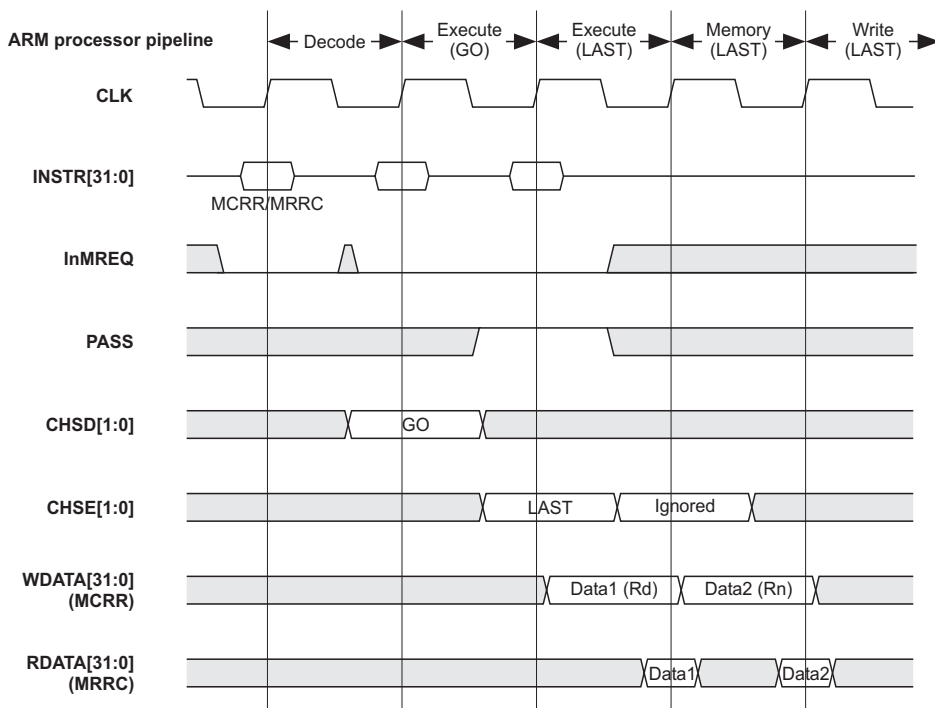 ARM processor pipeline
Decode
Execute
(GO)
Execute
(LAST)
Memory
(LAST)
Write
(LAST)
CLK
INSTR[31:0]
MCRR/MRRC
InMREQ
PASS
CHSD[1:0]
GO
CHSE[1:0]
LAST
Ignored
WDATA[31:0]
(MCRR)
Data1 (Rd)
Data2 (Rn)
RDATA[31:0]
(MRRC)
Data1
Data2